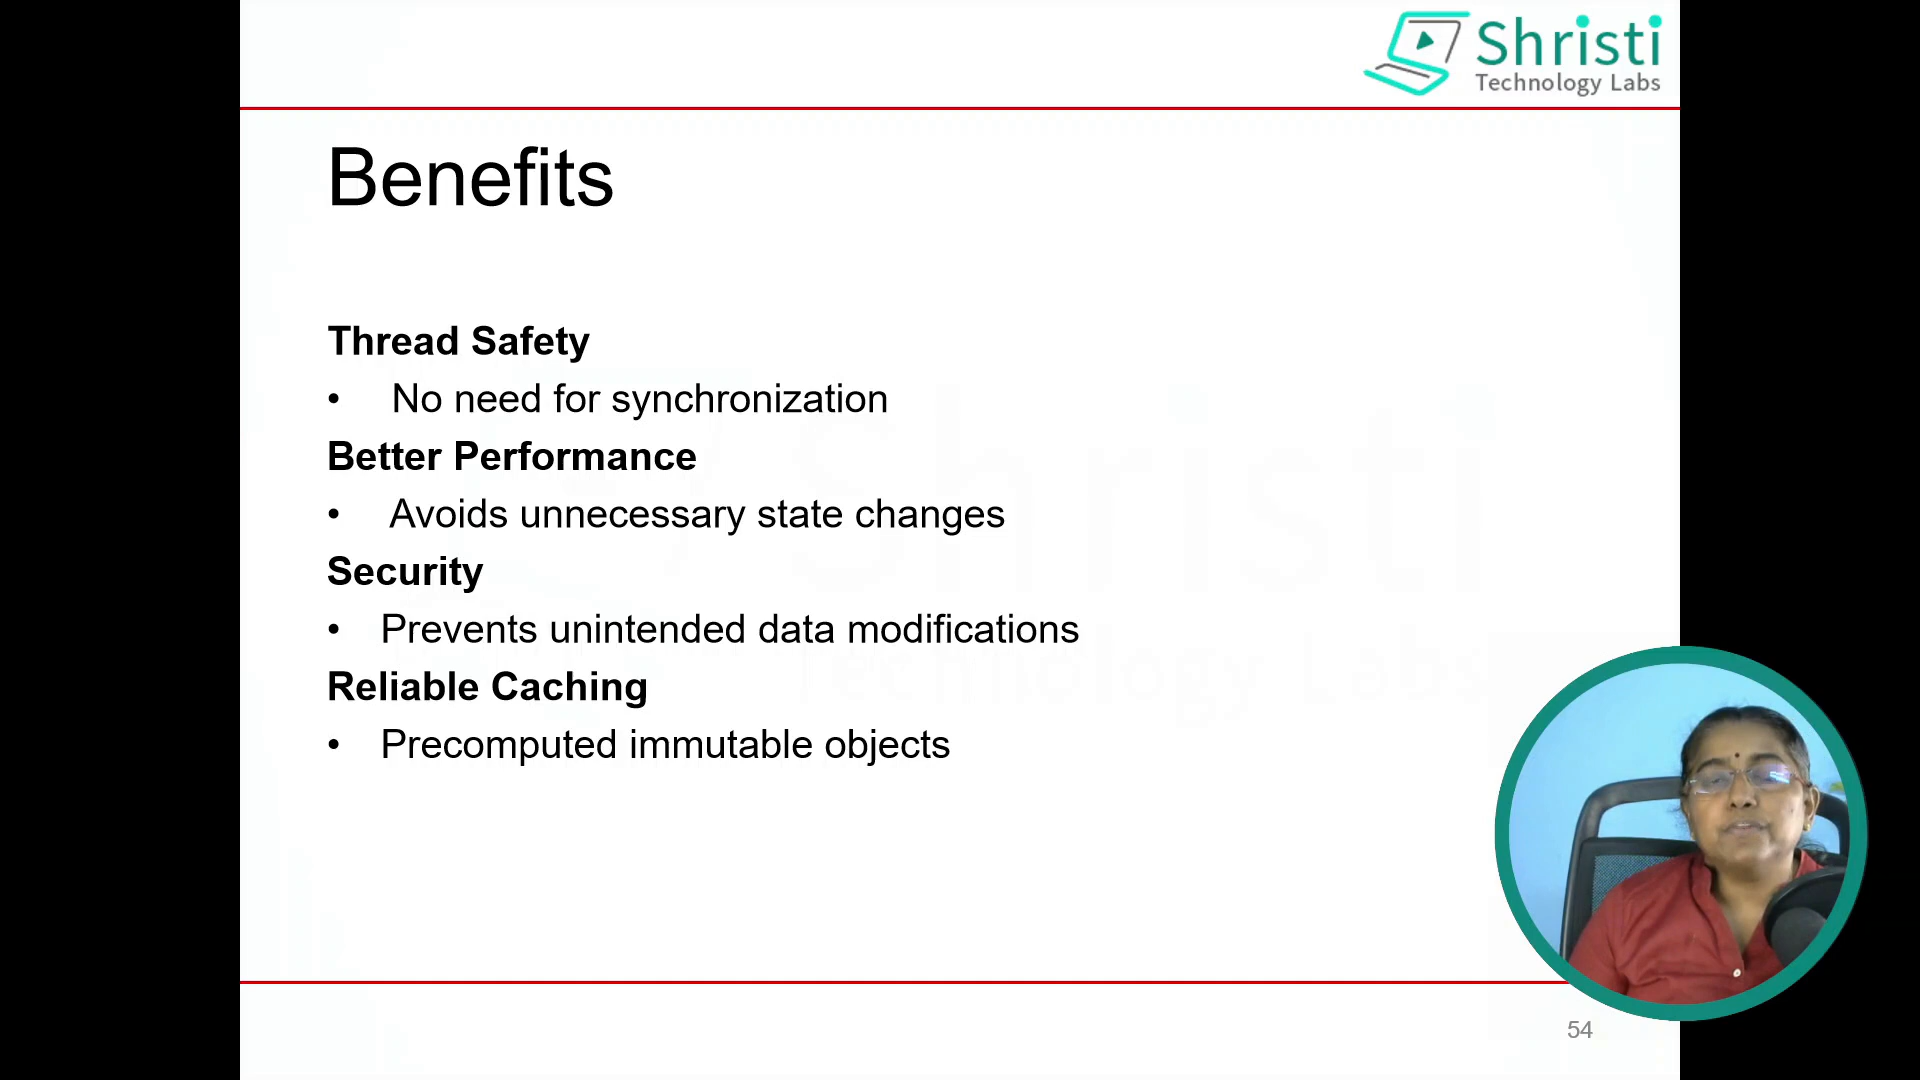 Shristi
Technology Labs
Benefits
Thread Safety
• No need for synchronization
Better Performance
• Avoids unnecessary state changes
Security
• Prevents unintended data modifications
Reliable Caching
• Precomputed immutable objects
54